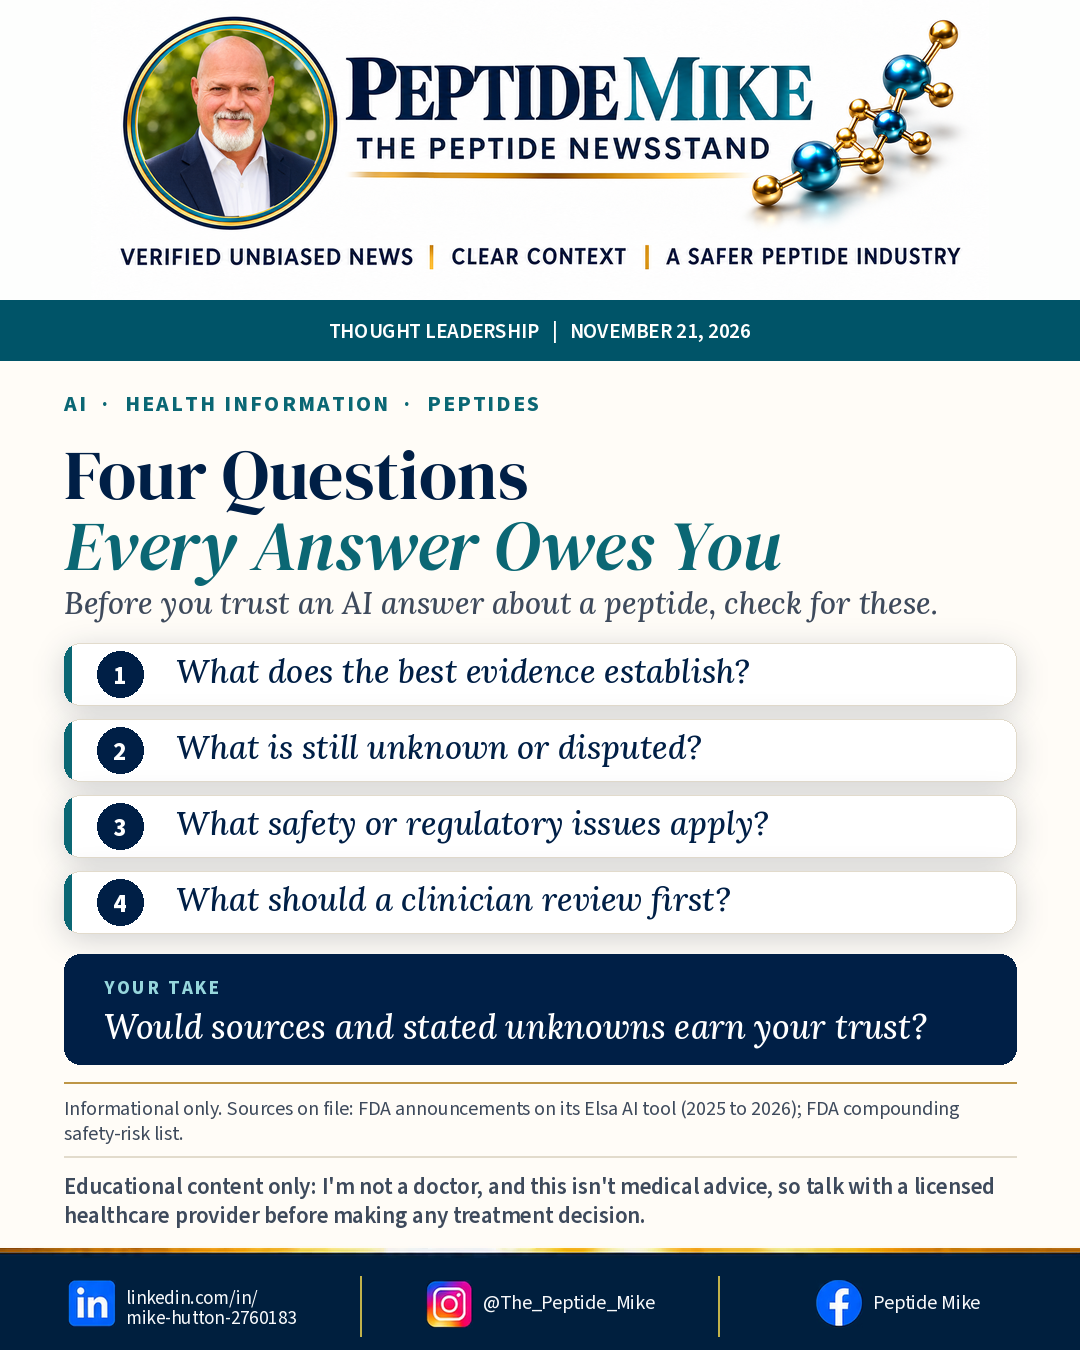 PEPTIDEMIKE
THE PEPTIDE NEWSSTAND
VERIFIED UNBIASED NEWS | CLEAR CONTEXT | A SAFER PEPTIDE INDUSTRY
THOUGHT LEADERSHIP | NOVEMBER 21, 2026
AI · HEALTH INFORMATION · PEPTIDES
Four Questions
Every Answer Owes You
Before you trust an AI answer about a peptide, check for these.
1 What does the best evidence establish?
2 What is still unknown or disputed?
3 What safety or regulatory issues apply?
4 What should a clinician review first?
YOUR TAKE
Would sources and stated unknowns earn your trust?
Informational only. Sources on file: FDA announcements on its Elsa AI tool (2025 to 2026); FDA compounding
safety-risk list.
Educational content only: I'm not a doctor, and this isn't medical advice, so talk with a licensed
healthcare provider before making any treatment decision.
in linkedin.com/in/
mike-hutton-2760183
@The_Peptide_Mike
f Peptide Mike